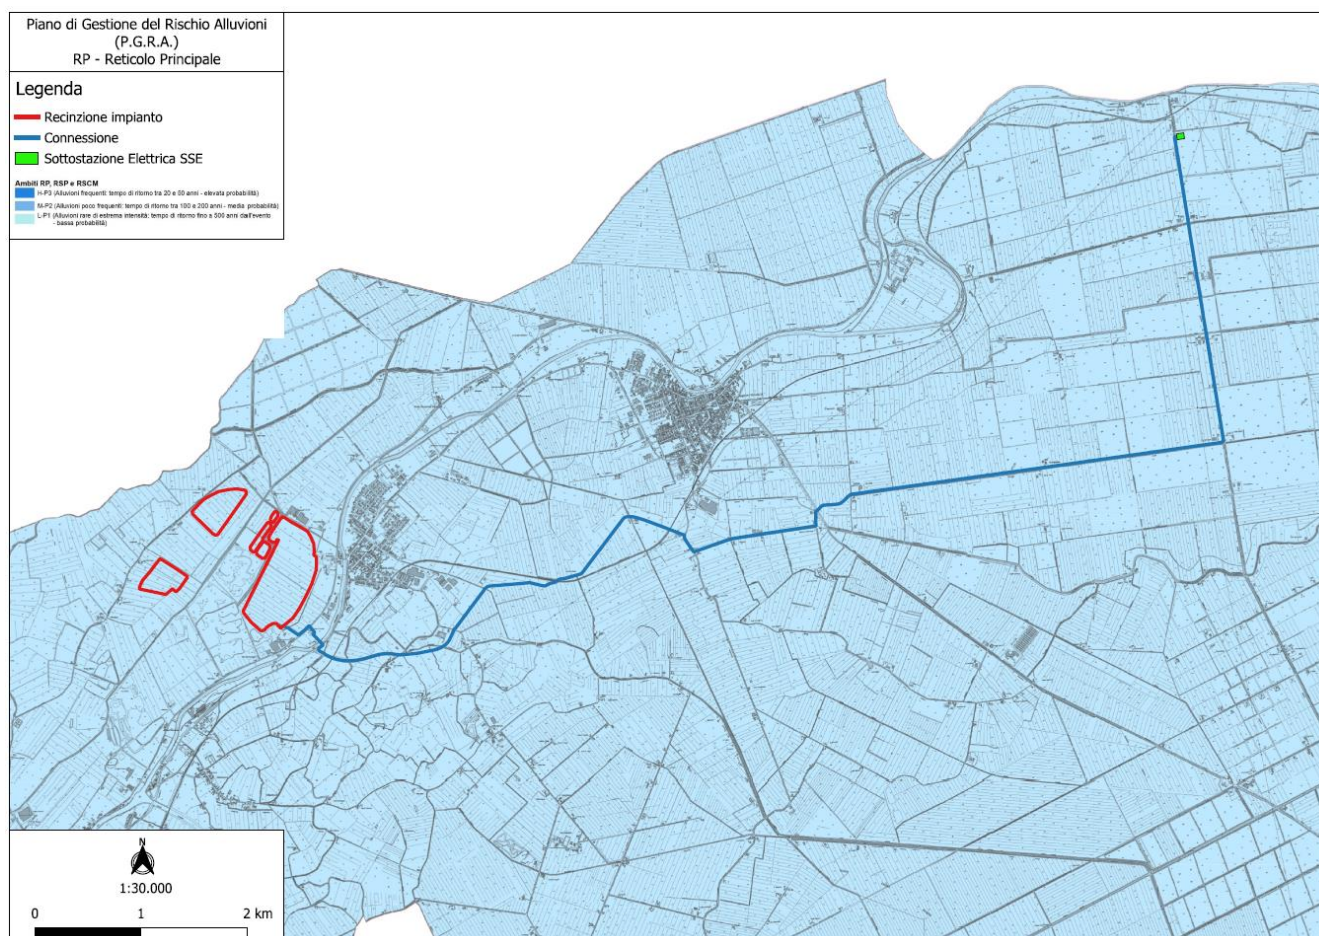 Piano di Gestione del Rischio Alluvioni
(P.G.R.A.)
RP - Reticolo Principale
Legenda
Recinzione impianto
Connessione
Sottostazione Elettrica SSE
Ambiti RP, RSP e RSCM
H-P3 (Alluvioni frequenti: tempo di ritorno tra 20 e 50 anni - elevata probabilità)
M-P2 (Alluvioni poco frequenti: tempo di ritorno tra 100 e 200 anni - media probabilità)
L-P1 (Alluvioni rare di estrema intensità: tempo di ritorno fino a 500 anni dall'evento
- bassa probabilità)
N
1:30.000
0 1 2 km